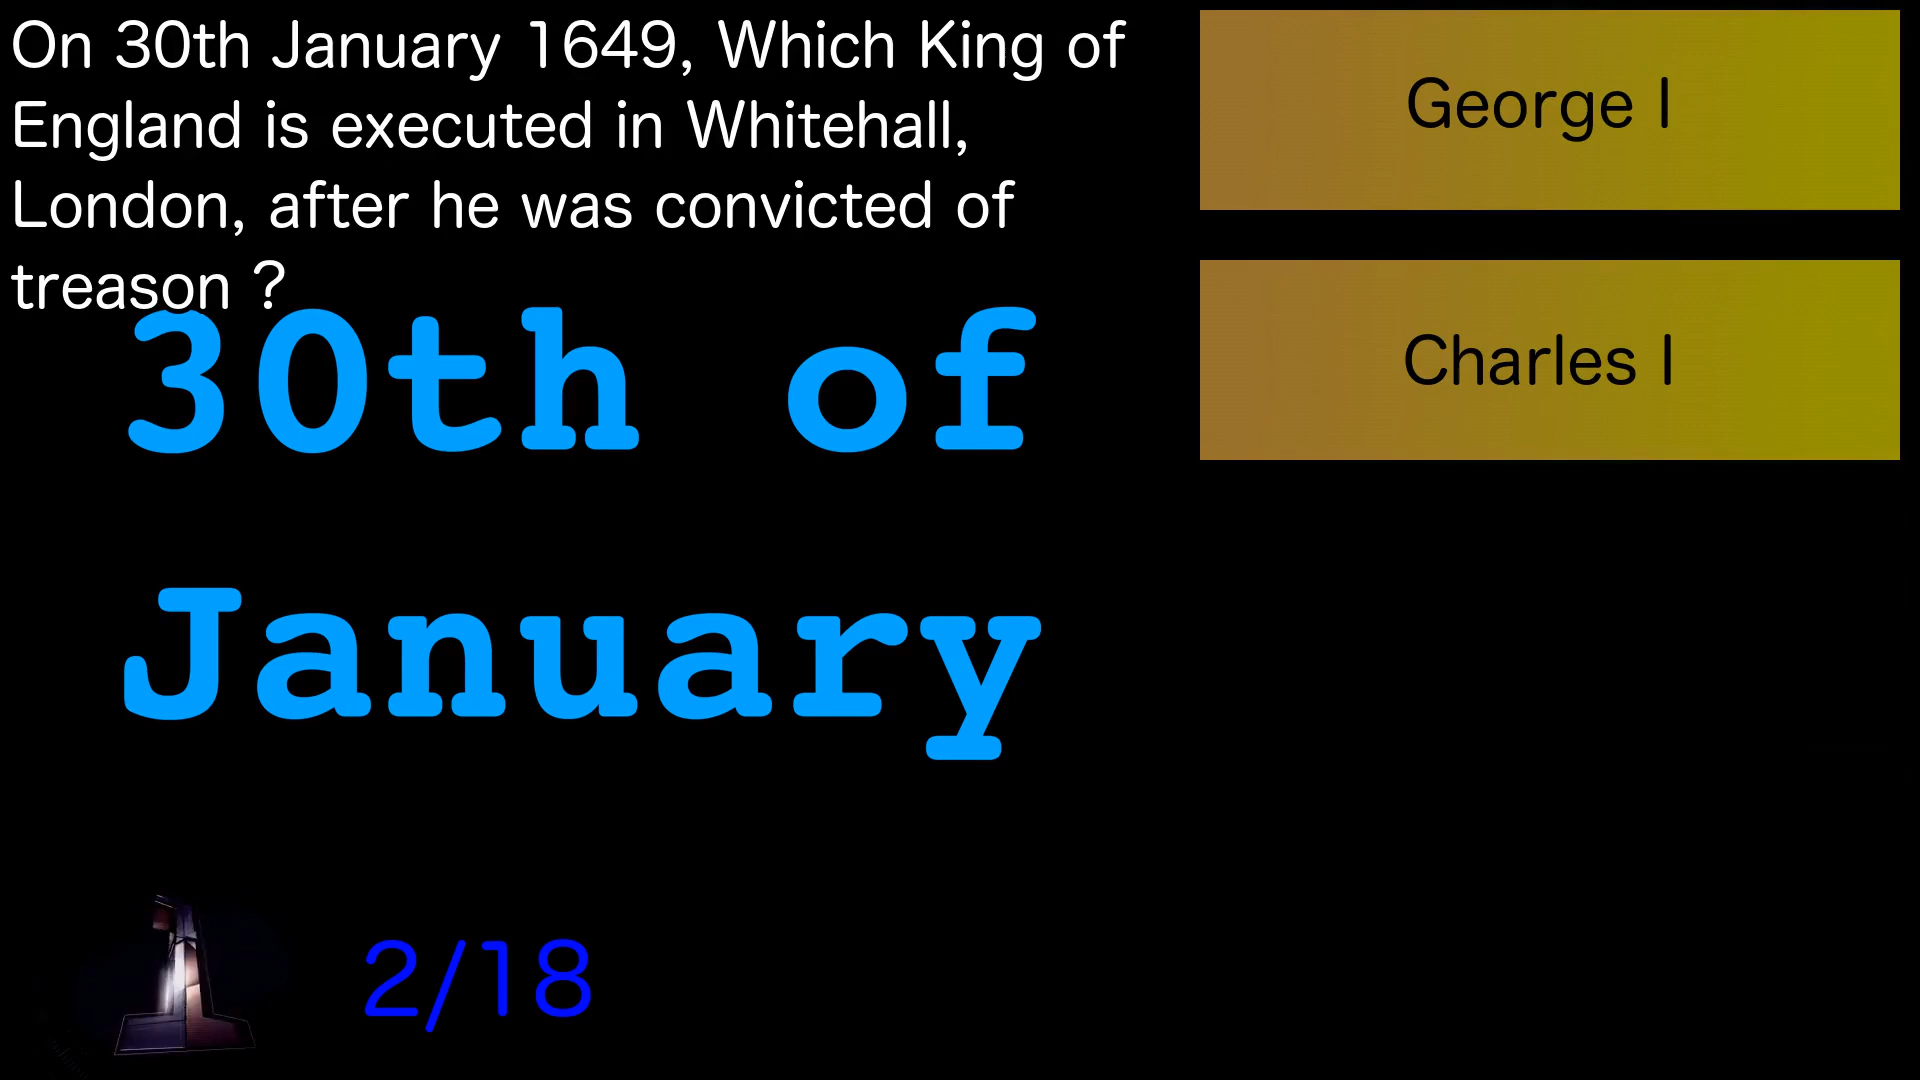 On 30th January 1649, Which King of
England is executed in Whitehall,
London, after he was convicted of
treason ?
George I
Charles I
30th of
January
2/18